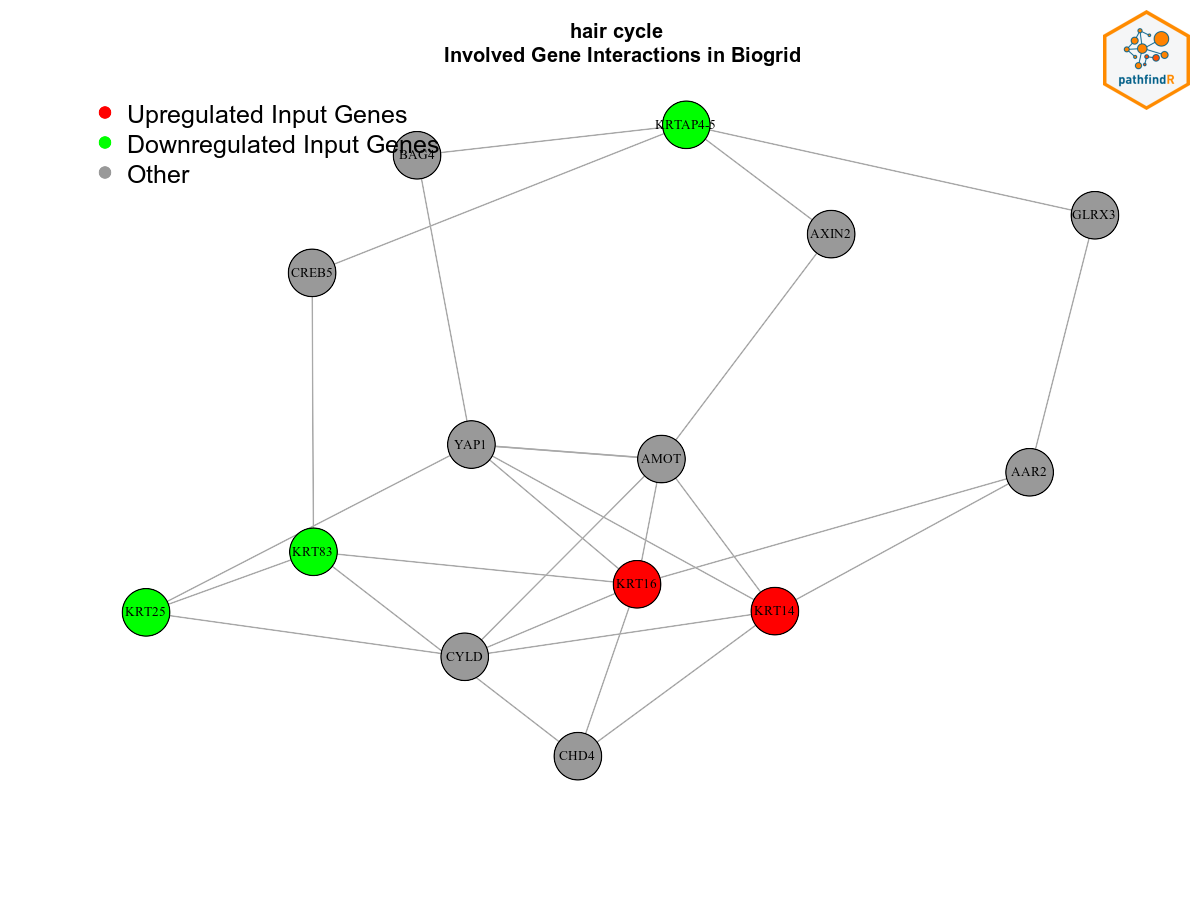 hair cycle
Involved Gene Interactions in Biogrid
pathfindR
Upregulated Input Genes
Downregulated Input Genes
Other
KRTAP4-5
BAG4
GLRX3
AXIN2
CREB5
YAP1
AMOT
AAR2
KRT83
KRT16
KRT25
KRT14
CYLD
CHD4